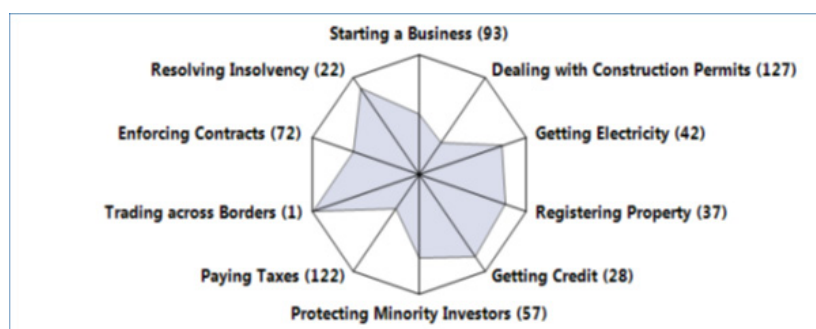 Starting a Business (93)
Resolving Insolvency (22)
Dealing with Construction Permits (127)
Enforcing Contracts (72)
Getting Electricity (42)
Trading across Borders (1)
Registering Property (37)
Paying Taxes (122)
Getting Credit (28)
Protecting Minority Investors (57)